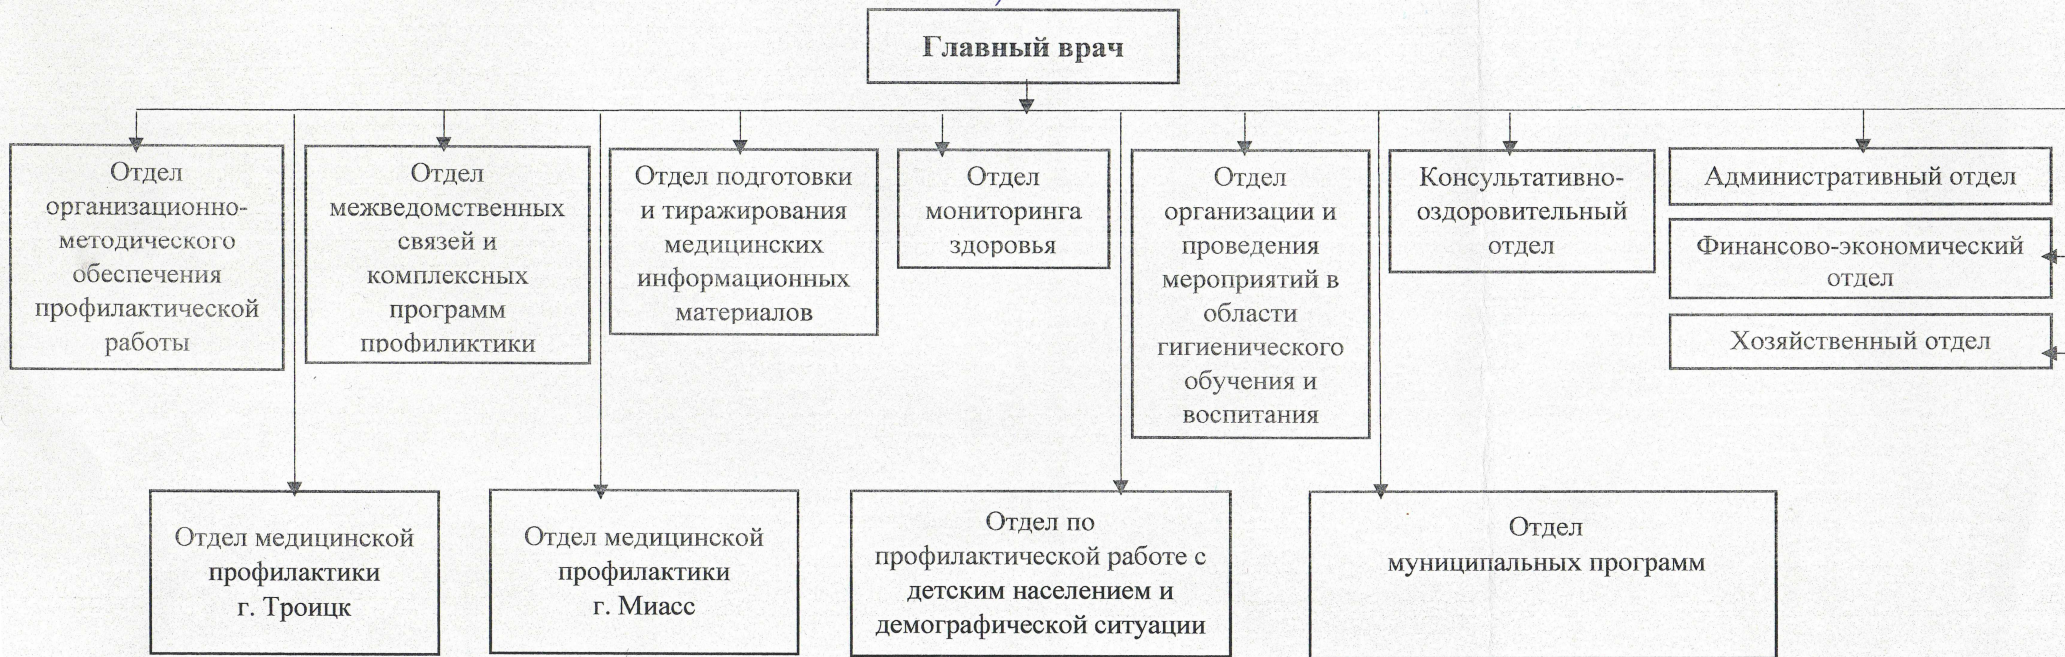 Главный врач
Отдел
организационно-
методического
обеспечения
профилактической
работы
Отдел
межведомственных
связей и
комплексных
программ
профиликтики
Отдел подготовки
и тиражирования
медицинских
информационных
материалов
Отдел
мониторинга
здоровья
Отдел
организации и
проведения
мероприятий в
области
гигиенического
обучения и
воспитания
Консультативно-
оздоровительный
отдел
Административный отдел
Финансово-экономический
отдел
Хозяйственный отдел
Отдел медицинской
профилактики
г. Троицк
Отдел медицинской
профилактики
г. Миасс
Отдел по
профилактической работе с
детским населением и
демографической ситуации
Отдел
муниципальных программ